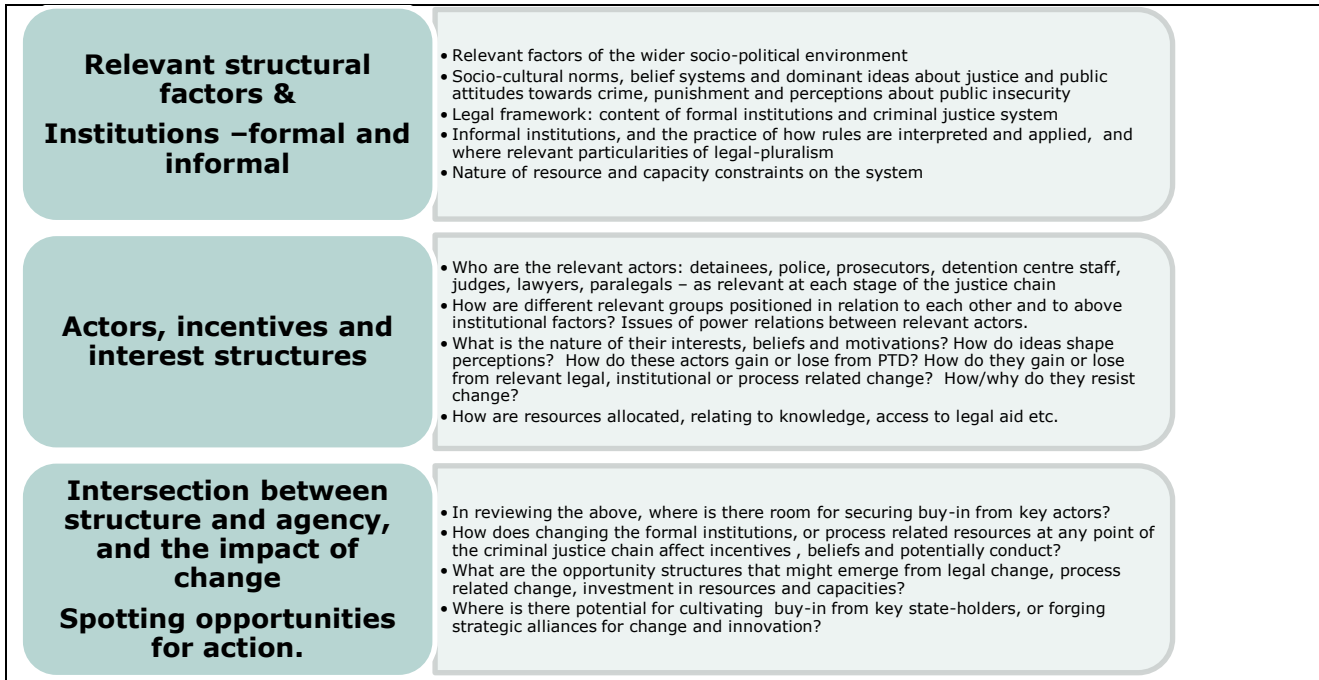 Relevant structural
factors &
Institutions –formal and
informal
• Relevant factors of the wider socio-political environment
• Socio-cultural norms, belief systems and dominant ideas about justice and public
attitudes towards crime, punishment and perceptions about public insecurity
• Legal framework: content of formal institutions and criminal justice system
• Informal institutions, and the practice of how rules are interpreted and applied,  and
where relevant particularities of legal-pluralism
• Nature of resource and capacity constraints on the system
Actors, incentives and
interest structures
• Who are the relevant actors: detainees, police, prosecutors, detention centre staff,
judges, lawyers, paralegals – as relevant at each stage of the justice chain
• How are different relevant groups positioned in relation to each other and to above
institutional factors? Issues of power relations between relevant actors.
• What is the nature of their interests, beliefs and motivations? How do ideas shape
perceptions?  How do these actors gain or lose from PTD? How do they gain or lose
from relevant legal, institutional or process related change?  How/why do they resist
change?
• How are resources allocated, relating to knowledge, access to legal aid etc.
Intersection between
structure and agency,
and the impact of
change
Spotting opportunities
for action.
• In reviewing the above, where is there room for securing buy-in from key actors?
• How does changing the formal institutions, or process related resources at any point of
the criminal justice chain affect incentives , beliefs and potentially conduct?
• What are the opportunity structures that might emerge from legal change, process
related change, investment in resources and capacities?
• Where is there potential for cultivating  buy-in from key state-holders, or forging
strategic alliances for change and innovation?